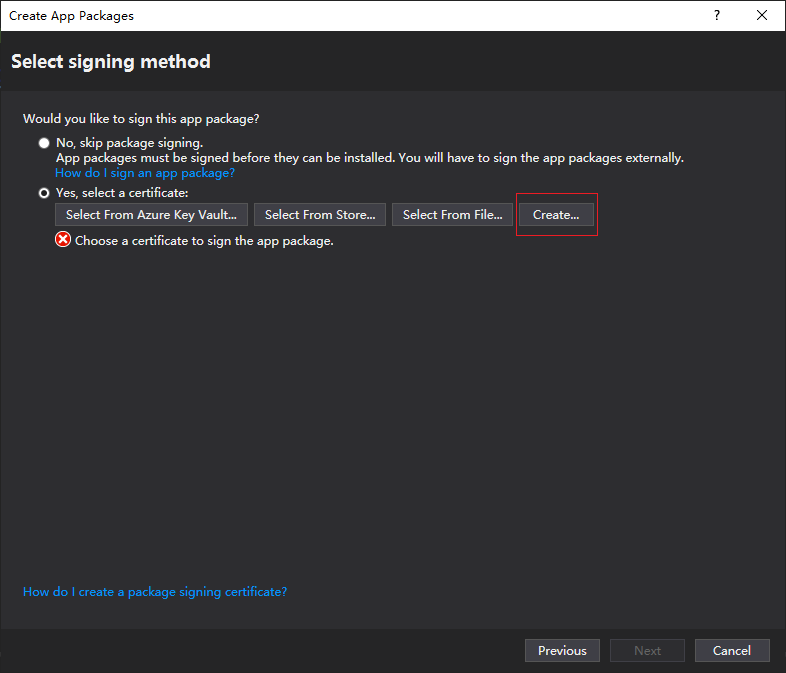 Create App Packages
?
Select signing method
Would you like to sign this app package?
No, skip package signing.
App packages must be signed before they can be installed. You will have to sign the app packages externally.
How do I sign an app package?
Yes, select a certificate:
Select From Azure Key Vault... Select From Store... Select From File... Create...
Choose a certificate to sign the app package.
How do I create a package signing certificate?
Previous Next Cancel